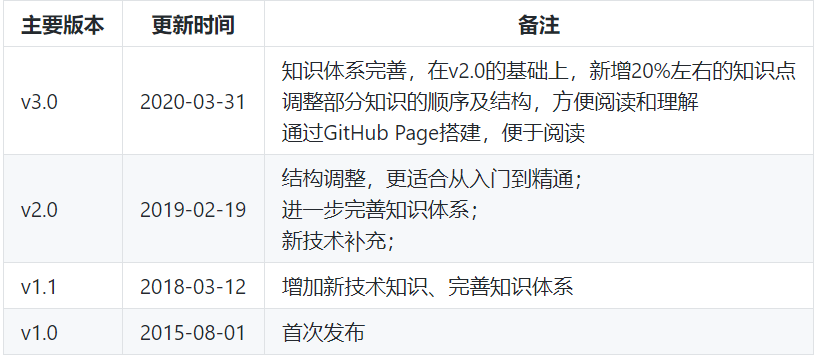 主要版本 更新时间 备注
知识体系完善，在v2.0的基础上，新增20%左右的知识点
v3.0 2020-03-31 调整部分知识的顺序及结构，方便阅读和理解
通过GitHub Page搭建，便于阅读
结构调整，更适合从入门到精通；
v2.0 2019-02-19 进一步完善知识体系；
新技术补充；
v1.1 2018-03-12 增加新技术知识、完善知识体系
v1.0 2015-08-01 首次发布